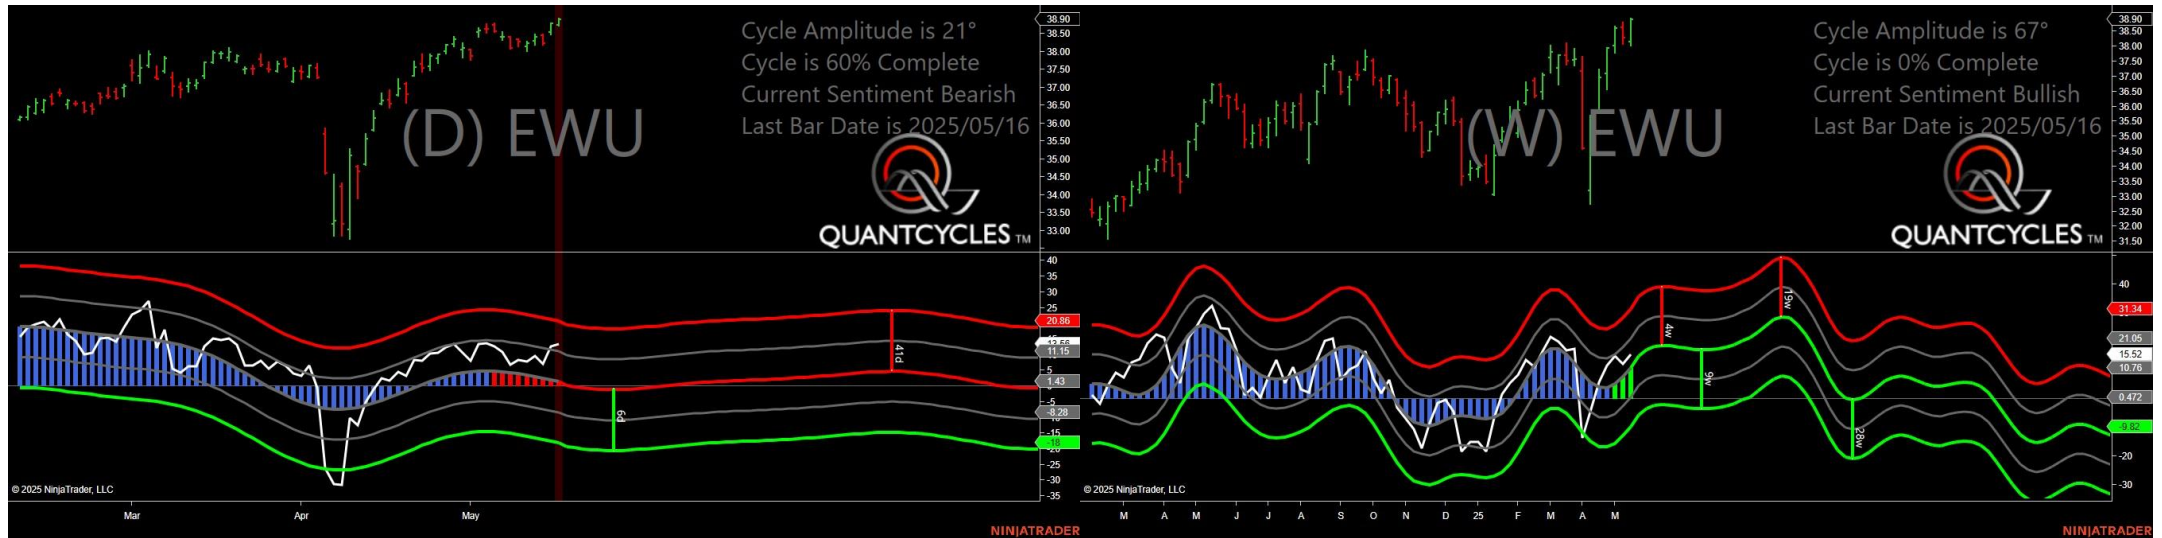 Cycle Amplitude is 21°
Cycle is 60% Complete
Current Sentiment Bearish
Last Bar Date is 2025/05/16
(D) EWU
QUANTCYCLES TM
38.90
38.50
38.00
37.50
37.00
36.50
36.00
35.50
35.00
34.50
34.00
33.50
33.00
40
35
30
25
20.86
11.15
5
1.43
-5
-8.28
-15
-18
-20
-25
-30
-35
41d
6d
© 2025 NinjaTrader, LLC
Mar
Apr
May
NINJATRADER
Cycle Amplitude is 67°
Cycle is 0% Complete
Current Sentiment Bullish
Last Bar Date is 2025/05/16
(W) EWU
QUANTCYCLES TM
38.90
38.50
38.00
37.50
37.00
36.50
36.00
35.50
35.00
34.50
34.00
33.50
33.00
32.50
32.00
31.50
40
31.34
21.05
15.52
10.76
0.472
-9.82
-20
-30
4w
9w
19w
28w
© 2025 NinjaTrader, LLC
M A M J J A S O N D 25 F M A M
NINJATRADER